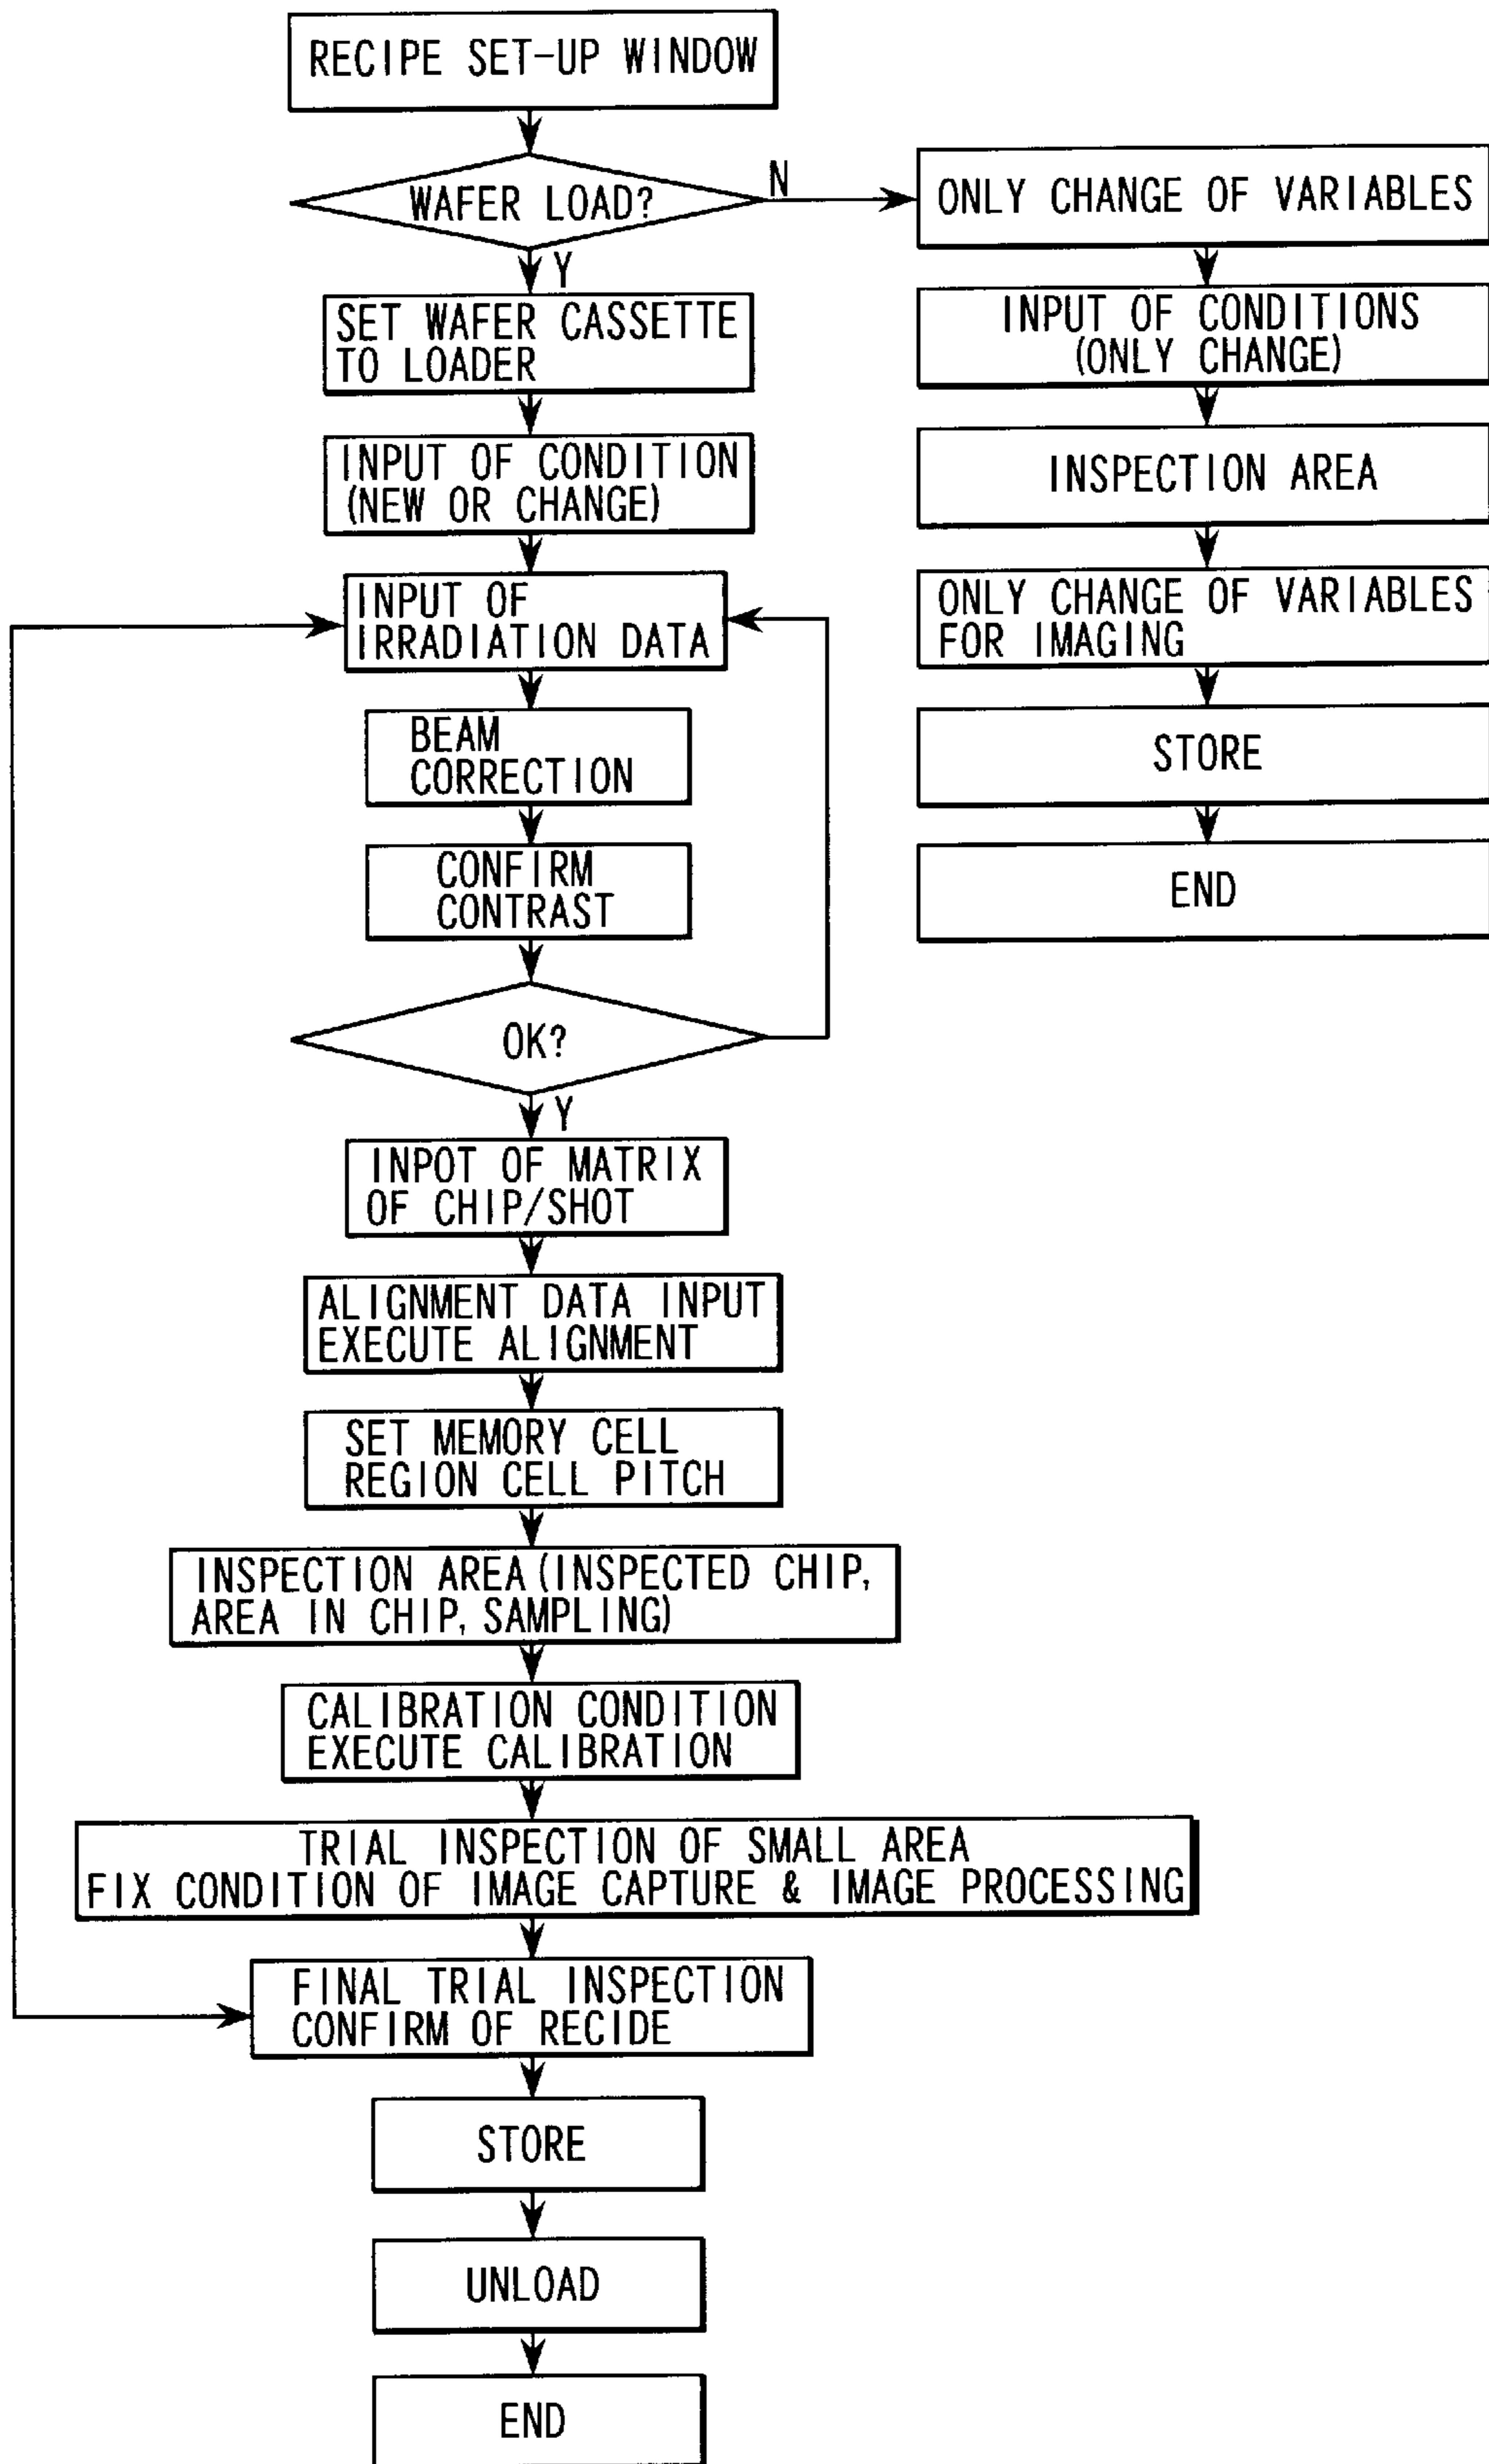 RECIPE SET-UP WINDOW
WAFER LOAD?
N
Y
SET WAFER CASSETTE
TO LOADER
INPUT OF CONDITION
(NEW OR CHANGE)
INPUT OF
IRRADIATION DATA
BEAM
CORRECTION
CONFIRM
CONTRAST
OK?
Y
INPOT OF MATRIX
OF CHIP/SHOT
ALIGNMENT DATA INPUT
EXECUTE ALIGNMENT
SET MEMORY CELL
REGION CELL PITCH
INSPECTION AREA (INSPECTED CHIP,
AREA IN CHIP, SAMPLING)
CALIBRATION CONDITION
EXECUTE CALIBRATION
TRIAL INSPECTION OF SMALL AREA
FIX CONDITION OF IMAGE CAPTURE & IMAGE PROCESSING
FINAL TRIAL INSPECTION
CONFIRM OF RECIDE
STORE
UNLOAD
END
ONLY CHANGE OF VARIABLES
INPUT OF CONDITIONS
(ONLY CHANGE)
INSPECTION AREA
ONLY CHANGE OF VARIABLES
FOR IMAGING
STORE
END